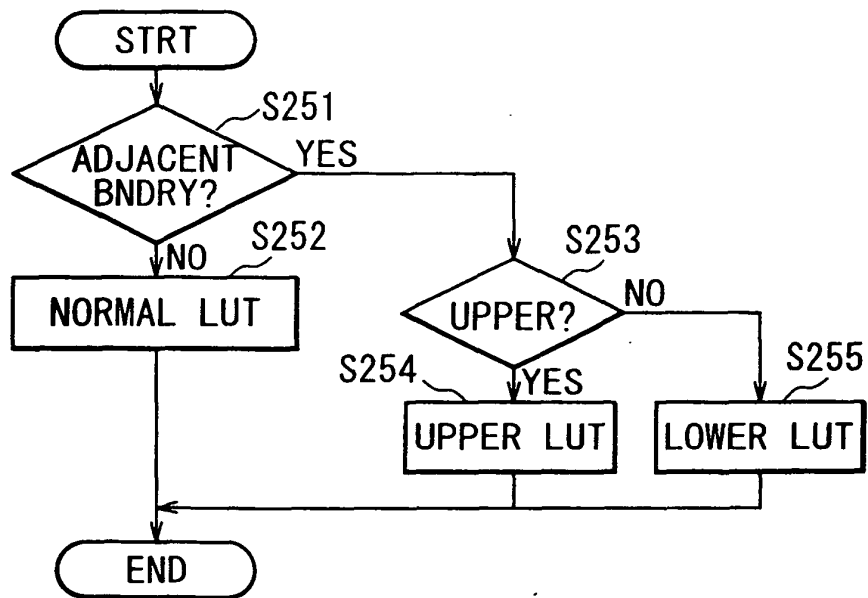 STRT
S251
ADJACENT
BNDRY?
YES
NO
S252
NORMAL LUT
S253
UPPER?
NO
YES
S254
UPPER LUT
S255
LOWER LUT
END